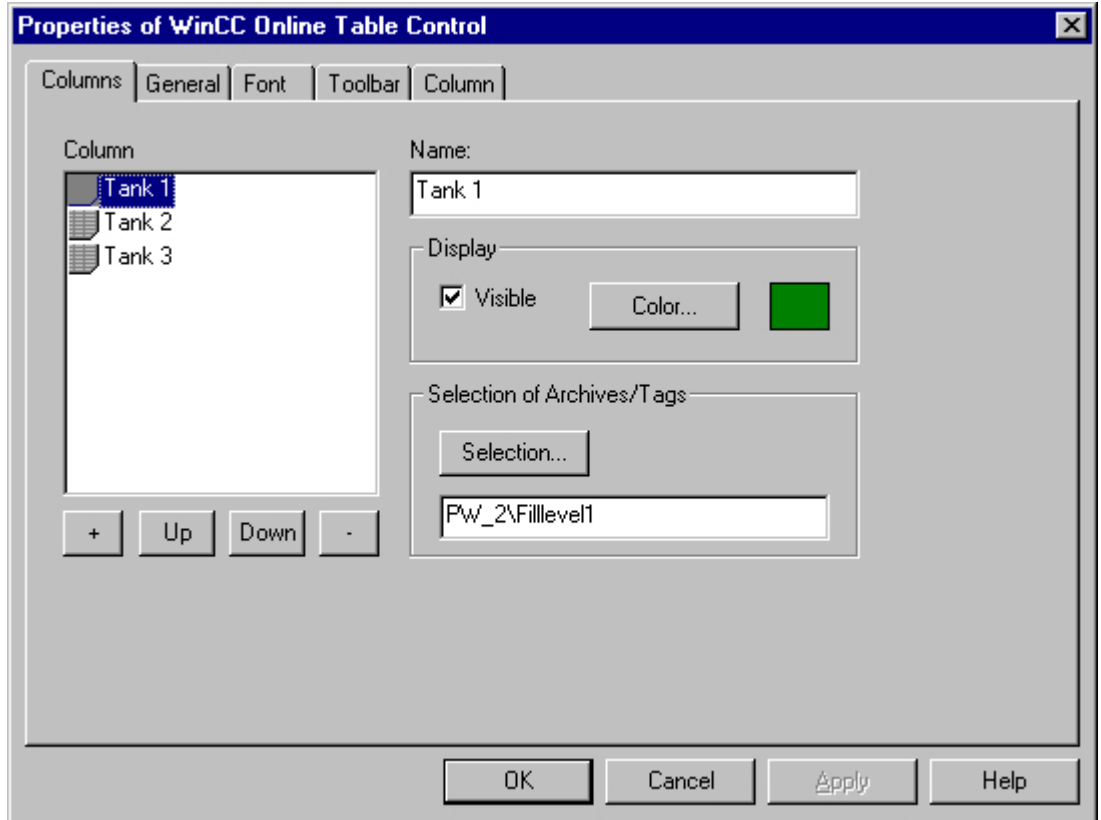 Properties of WinCC Online Table Control
Columns General Font Toolbar Column
Column
Tank 1
Tank 2
Tank 3
+ Up Down -
Name:
Tank 1
Display
Visible Color...
Selection of Archives/Tags
Selection...
PW_2\Filllevel1
OK Cancel Apply Help